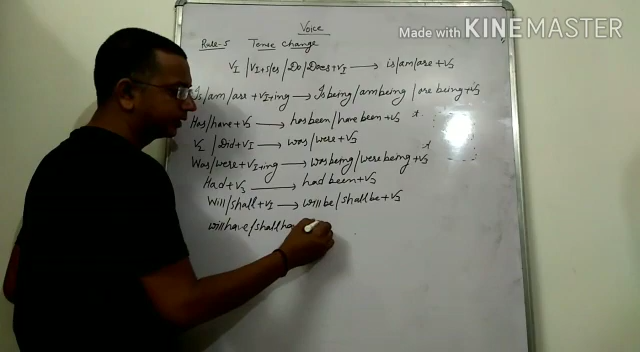 Made with KINEMASTER
Voice
Rule-5 Tense change
V1 / V1+s/es / Do / Does+V1 → is/am/are + V3
Is/am/are + V1+ing → Is being / am being / are being + V3
Has/have + V3 → has been / have been + V3 *
V2 / Did + V1 → was/were + V3
Was/were + V1+ing → was being / were being + V3 *
Had + V3 → had been + V3
Will/shall + V1 → will be / shall be + V3
will have / shall ha